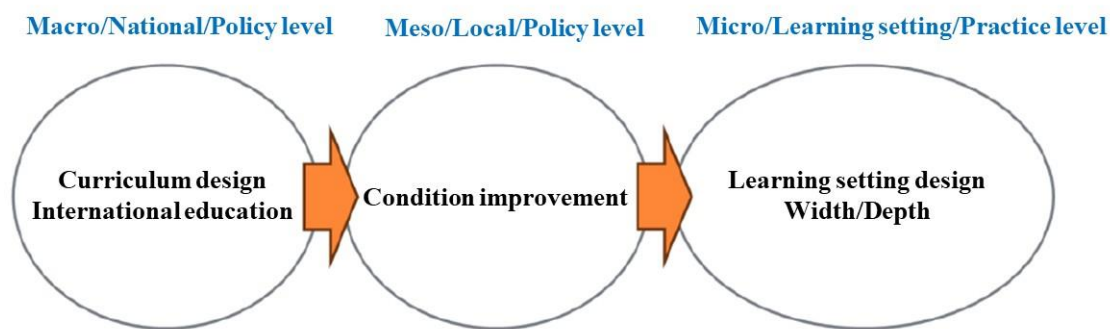 Macro/National/Policy level
Meso/Local/Policy level
Micro/Learning setting/Practice level
Curriculum design
International education
Condition improvement
Learning setting design
Width/Depth